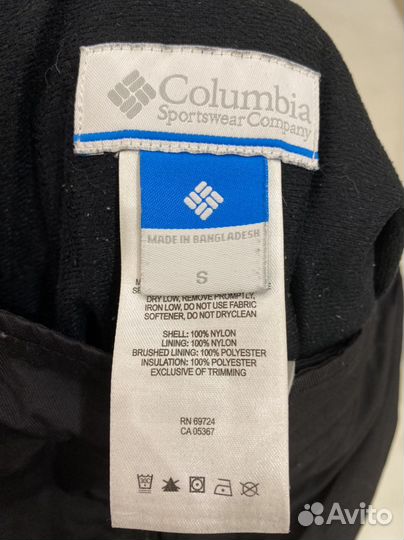 Columbia
Sportswear Company
MADE IN BANGLADESH
S
DRY LOW, REMOVE PROMPTLY,
IRON LOW, DO NOT USE FABRIC
SOFTENER, DO NOT DRYCLEAN
SHELL: 100% NYLON
LINING: 100% NYLON
BRUSHED LINING: 100% POLYESTER
INSULATION: 100% POLYESTER
EXCLUSIVE OF TRIMMING
RN 69724
CA 05367
Avito